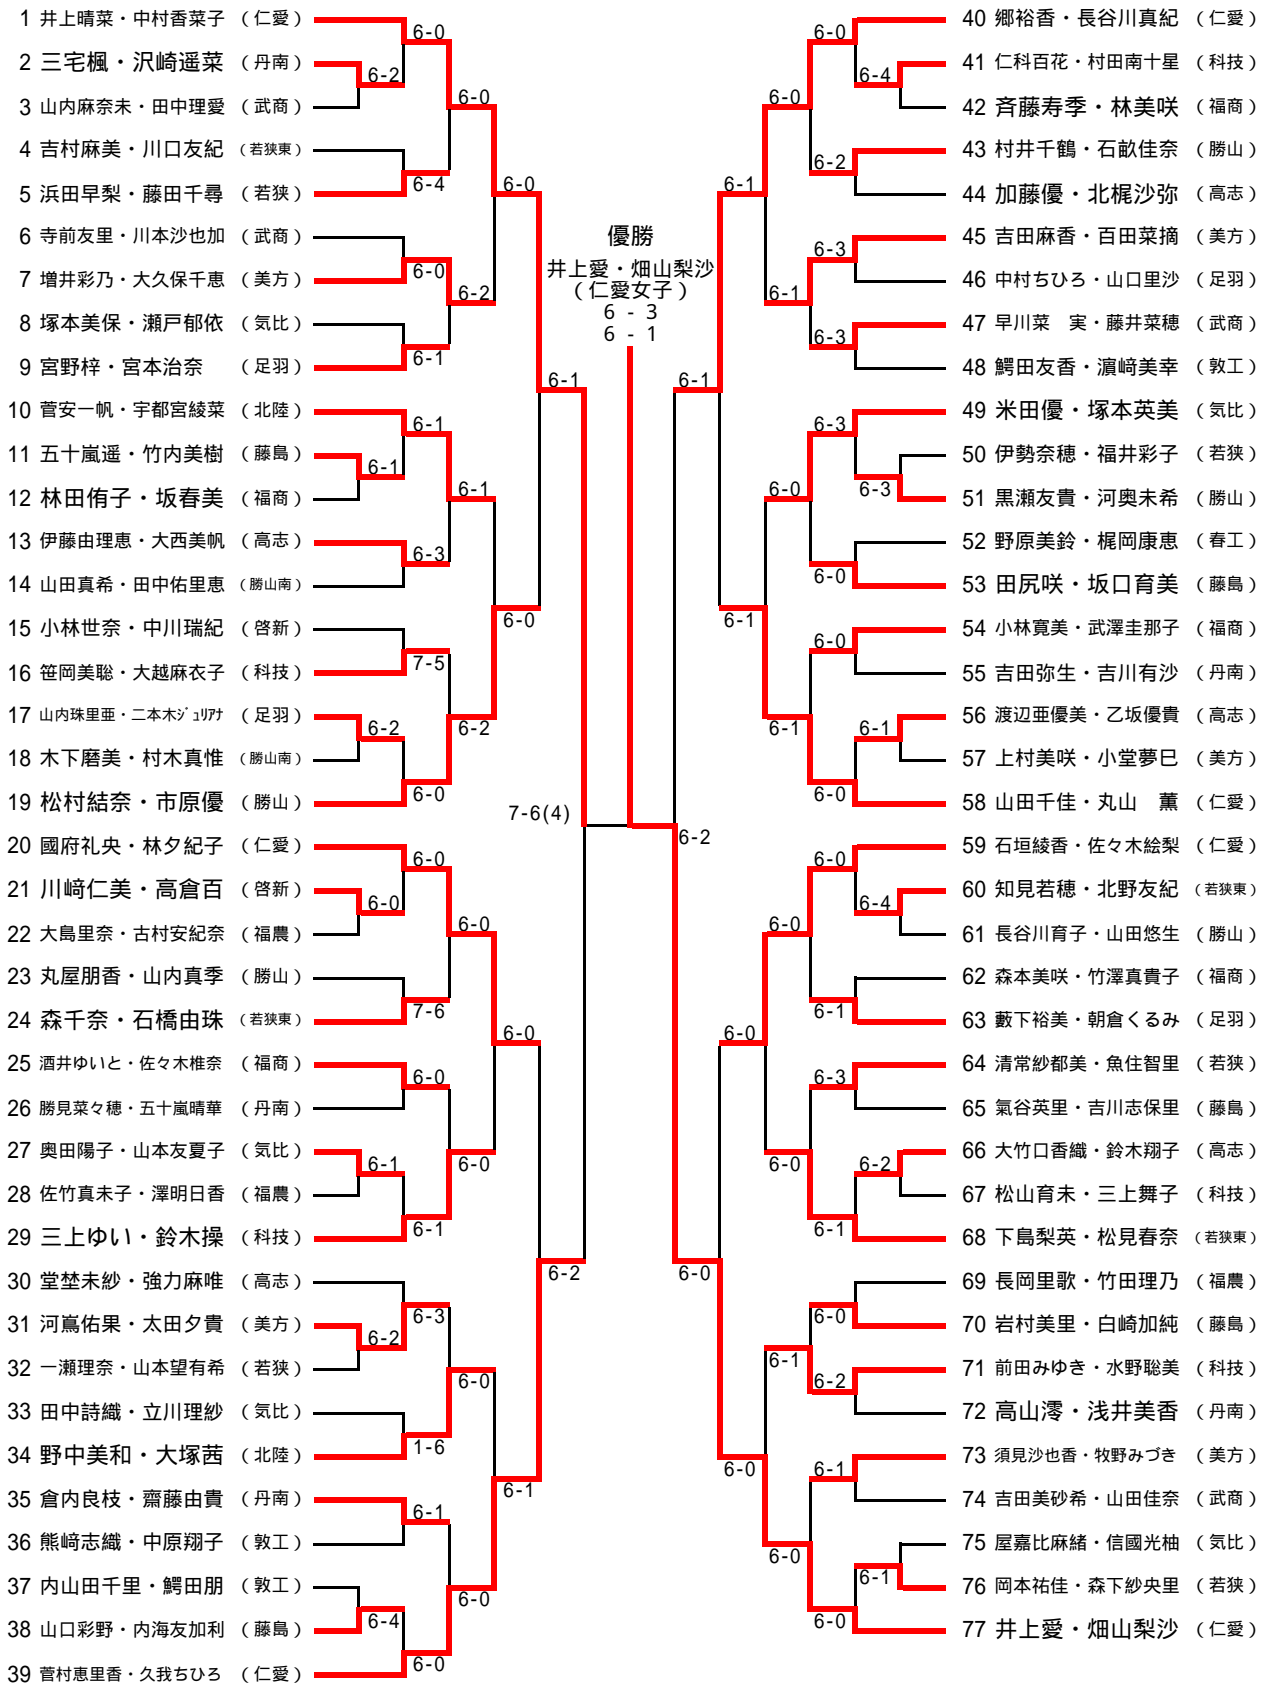 1 井上晴菜・中村香菜子 （仁愛）
2 三宅楓・沢崎遥菜 （丹南）
3 山内麻奈未・田中理愛 （武商）
4 吉村麻美・川口友紀 （若狭東）
5 浜田早梨・藤田千尋 （若狭）
6 寺前友里・川本沙也加 （武商）
7 増井彩乃・大久保千恵 （美方）
8 塚本美保・瀬戸郁依 （気比）
9 宮野梓・宮本治奈 （足羽）
10 菅安一帆・宇都宮綾菜 （北陸）
11 五十嵐遥・竹内美樹 （藤島）
12 林田侑子・坂春美 （福商）
13 伊藤由理恵・大西美帆 （高志）
14 山田真希・田中佑里恵 （勝山南）
15 小林世奈・中川瑞紀 （啓新）
16 笹岡美聡・大越麻衣子 （科技）
17 山内珠里亜・二本木ｼﾞｭﾘｱﾅ （足羽）
18 木下磨美・村木真惟 （勝山南）
19 松村結奈・市原優 （勝山）
20 國府礼央・林夕紀子 （仁愛）
21 川﨑仁美・高倉百 （啓新）
22 大島里奈・古村安紀奈 （福農）
23 丸屋朋香・山内真季 （勝山）
24 森千奈・石橋由珠 （若狭東）
25 酒井ゆいと・佐々木椎奈 （福商）
26 勝見菜々穂・五十嵐晴華 （丹南）
27 奥田陽子・山本友夏子 （気比）
28 佐竹真未子・澤明日香 （福農）
29 三上ゆい・鈴木操 （科技）
30 堂埜未紗・強力麻唯 （高志）
31 河嶌佑果・太田夕貴 （美方）
32 一瀬理奈・山本望有希 （若狭）
33 田中詩織・立川理紗 （気比）
34 野中美和・大塚茜 （北陸）
35 倉内良枝・齋藤由貴 （丹南）
36 熊﨑志織・中原翔子 （敦工）
37 内山田千里・鰐田朋 （敦工）
38 山口彩野・内海友加利 （藤島）
39 菅村恵里香・久我ちひろ （仁愛）
6-0
6-2
6-0
6-4
6-0
6-0
6-2
6-1
6-1
6-1
6-1
6-1
6-3
6-0
7-5
6-2
6-2
6-0
7-6(4)
6-0
6-0
6-0
7-6
6-0
6-0
6-1
6-0
6-1
6-2
6-3
6-2
6-0
1-6
6-1
6-1
6-0
6-4
6-0
優勝
井上愛・畑山梨沙
（仁愛女子）
6 - 3
6 - 1
6-0
6-4
6-0
6-2
6-1
6-3
6-1
6-3
6-1
6-3
6-0
6-3
6-0
6-1
6-0
6-1
6-1
6-0
6-2
6-0
6-4
6-0
6-1
6-0
6-3
6-2
6-0
6-1
6-0
6-0
6-1
6-2
6-0
6-1
6-0
6-1
6-0
40 郷裕香・長谷川真紀 （仁愛）
41 仁科百花・村田南十星 （科技）
42 斉藤寿季・林美咲 （福商）
43 村井千鶴・石畝佳奈 （勝山）
44 加藤優・北梶沙弥 （高志）
45 吉田麻香・百田菜摘 （美方）
46 中村ちひろ・山口里沙 （足羽）
47 早川菜　実・藤井菜穂 （武商）
48 鰐田友香・濵﨑美幸 （敦工）
49 米田優・塚本英美 （気比）
50 伊勢奈穂・福井彩子 （若狭）
51 黒瀬友貴・河奥未希 （勝山）
52 野原美鈴・梶岡康恵 （春工）
53 田尻咲・坂口育美 （藤島）
54 小林寛美・武澤圭那子 （福商）
55 吉田弥生・吉川有沙 （丹南）
56 渡辺亜優美・乙坂優貴 （高志）
57 上村美咲・小堂夢巳 （美方）
58 山田千佳・丸山　薫 （仁愛）
59 石垣綾香・佐々木絵梨 （仁愛）
60 知見若穂・北野友紀 （若狭東）
61 長谷川育子・山田悠生 （勝山）
62 森本美咲・竹澤真貴子 （福商）
63 藪下裕美・朝倉くるみ （足羽）
64 清常紗都美・魚住智里 （若狭）
65 氣谷英里・吉川志保里 （藤島）
66 大竹口香織・鈴木翔子 （高志）
67 松山育未・三上舞子 （科技）
68 下島梨英・松見春奈 （若狭東）
69 長岡里歌・竹田理乃 （福農）
70 岩村美里・白崎加純 （藤島）
71 前田みゆき・水野聡美 （科技）
72 高山澪・浅井美香 （丹南）
73 須見沙也香・牧野みづき （美方）
74 吉田美砂希・山田佳奈 （武商）
75 屋嘉比麻緒・信國光柚 （気比）
76 岡本祐佳・森下紗央里 （若狭）
77 井上愛・畑山梨沙 （仁愛）